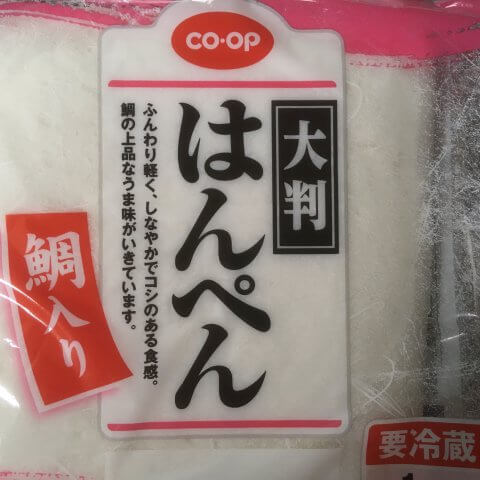 CO·OP
大判
はんぺん
ふんわり軽く、しなやかでコシのある食感。
鯛の上品なうま味がいきています。
鯛入り
要冷蔵